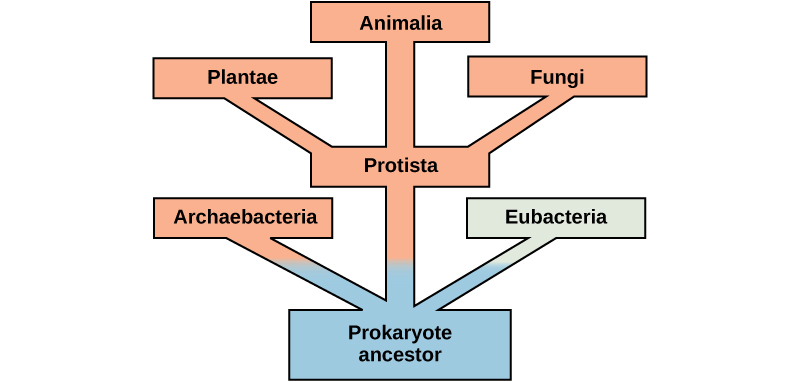 Animalia
Plantae
Fungi
Protista
Archaebacteria
Eubacteria
Prokaryote
ancestor